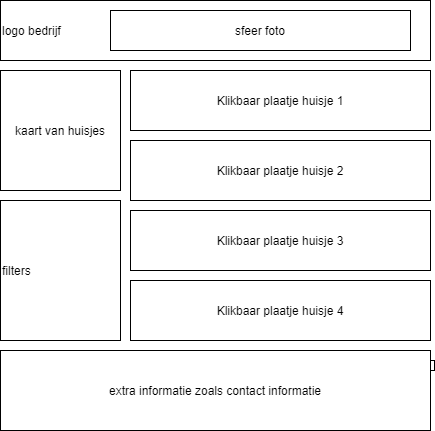 logo bedrijf
sfeer foto
kaart van huisjes
Klikbaar plaatje huisje 1
Klikbaar plaatje huisje 2
filters
Klikbaar plaatje huisje 3
Klikbaar plaatje huisje 4
extra informatie zoals contact informatie